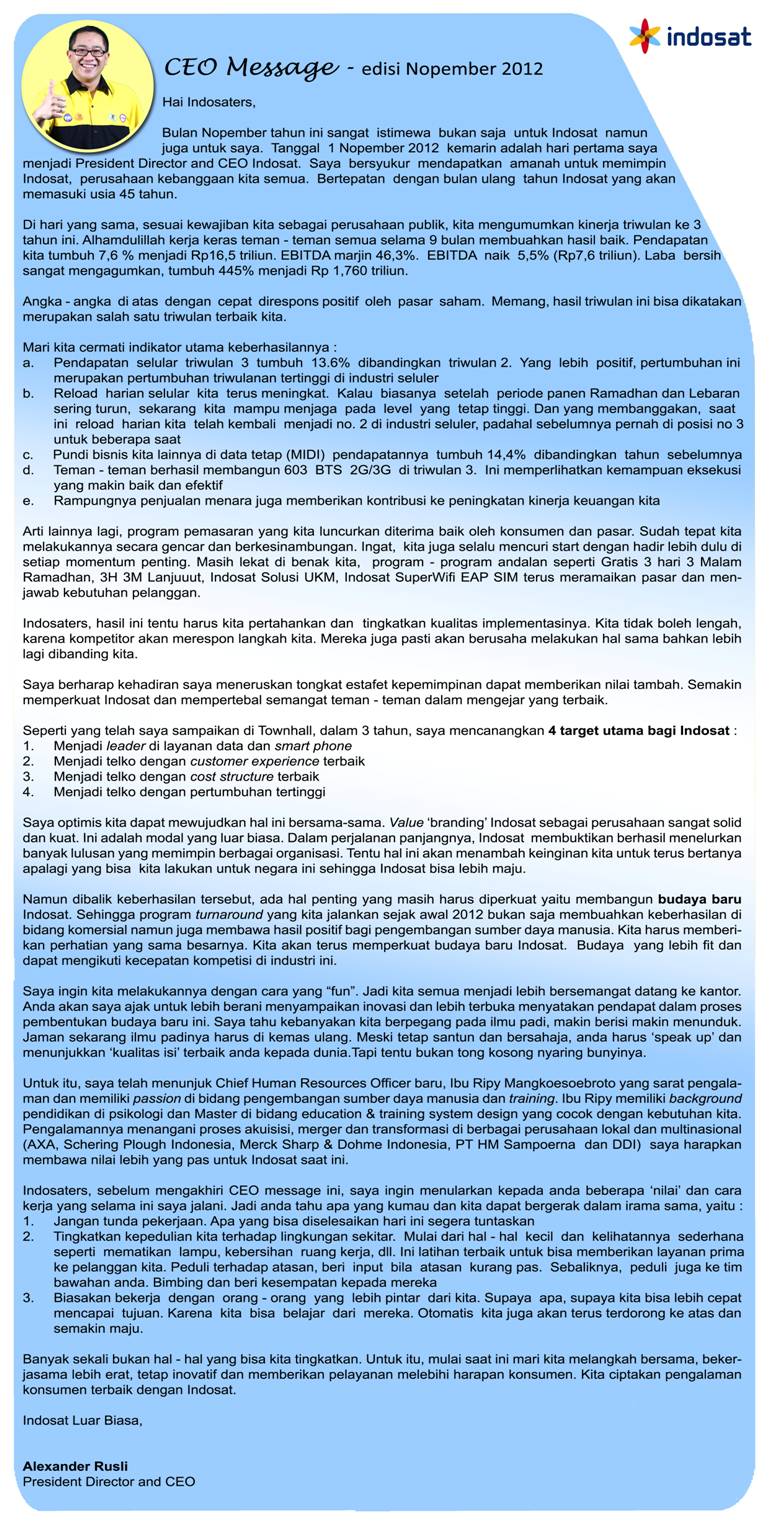 indosat
CEO Message - edisi Nopember 2012
Hai Indosaters,
Bulan Nopember tahun ini sangat istimewa bukan saja untuk Indosat namun
juga untuk saya. Tanggal 1 Nopember 2012 kemarin adalah hari pertama saya
menjadi President Director and CEO Indosat. Saya bersyukur mendapatkan amanah untuk memimpin
Indosat, perusahaan kebanggaan kita semua. Bertepatan dengan bulan ulang tahun Indosat yang akan
memasuki usia 45 tahun.
Di hari yang sama, sesuai kewajiban kita sebagai perusahaan publik, kita mengumumkan kinerja triwulan ke 3
tahun ini. Alhamdulillah kerja keras teman - teman semua selama 9 bulan membuahkan hasil baik. Pendapatan
kita tumbuh 7,6 % menjadi Rp16,5 triliun. EBITDA marjin 46,3%. EBITDA naik 5,5% (Rp7,6 triliun). Laba bersih
sangat mengagumkan, tumbuh 445% menjadi Rp 1,760 triliun.
Angka - angka di atas dengan cepat direspons positif oleh pasar saham. Memang, hasil triwulan ini bisa dikatakan
merupakan salah satu triwulan terbaik kita.
Mari kita cermati indikator utama keberhasilannya :
a. Pendapatan selular triwulan 3 tumbuh 13.6% dibandingkan triwulan 2. Yang lebih positif, pertumbuhan ini
merupakan pertumbuhan triwulanan tertinggi di industri seluler
b. Reload harian selular kita terus meningkat. Kalau biasanya setelah periode panen Ramadhan dan Lebaran
sering turun, sekarang kita mampu menjaga pada level yang tetap tinggi. Dan yang membanggakan, saat
ini reload harian kita telah kembali menjadi no. 2 di industri seluler, padahal sebelumnya pernah di posisi no 3
untuk beberapa saat
c. Pundi bisnis kita lainnya di data tetap (MIDI) pendapatannya tumbuh 14,4% dibandingkan tahun sebelumnya
d. Teman - teman berhasil membangun 603 BTS 2G/3G di triwulan 3. Ini memperlihatkan kemampuan eksekusi
yang makin baik dan efektif
e. Rampungnya penjualan menara juga memberikan kontribusi ke peningkatan kinerja keuangan kita
Arti lainnya lagi, program pemasaran yang kita luncurkan diterima baik oleh konsumen dan pasar. Sudah tepat kita
melakukannya secara gencar dan berkesinambungan. Ingat, kita juga selalu mencuri start dengan hadir lebih dulu di
setiap momentum penting. Masih lekat di benak kita, program - program andalan seperti Gratis 3 hari 3 Malam
Ramadhan, 3H 3M Lanjuuut, Indosat Solusi UKM, Indosat SuperWifi EAP SIM terus meramaikan pasar dan men-
jawab kebutuhan pelanggan.
Indosaters, hasil ini tentu harus kita pertahankan dan tingkatkan kualitas implementasinya. Kita tidak boleh lengah,
karena kompetitor akan merespon langkah kita. Mereka juga pasti akan berusaha melakukan hal sama bahkan lebih
lagi dibanding kita.
Saya berharap kehadiran saya meneruskan tongkat estafet kepemimpinan dapat memberikan nilai tambah. Semakin
memperkuat Indosat dan mempertebal semangat teman - teman dalam mengejar yang terbaik.
Seperti yang telah saya sampaikan di Townhall, dalam 3 tahun, saya mencanangkan 4 target utama bagi Indosat :
1. Menjadi leader di layanan data dan smart phone
2. Menjadi telko dengan customer experience terbaik
3. Menjadi telko dengan cost structure terbaik
4. Menjadi telko dengan pertumbuhan tertinggi
Saya optimis kita dapat mewujudkan hal ini bersama-sama. Value ‘branding’ Indosat sebagai perusahaan sangat solid
dan kuat. Ini adalah modal yang luar biasa. Dalam perjalanan panjangnya, Indosat membuktikan berhasil menelurkan
banyak lulusan yang memimpin berbagai organisasi. Tentu hal ini akan menambah keinginan kita untuk terus bertanya
apalagi yang bisa kita lakukan untuk negara ini sehingga Indosat bisa lebih maju.
Namun dibalik keberhasilan tersebut, ada hal penting yang masih harus diperkuat yaitu membangun budaya baru
Indosat. Sehingga program turnaround yang kita jalankan sejak awal 2012 bukan saja membuahkan keberhasilan di
bidang komersial namun juga membawa hasil positif bagi pengembangan sumber daya manusia. Kita harus memberi-
kan perhatian yang sama besarnya. Kita akan terus memperkuat budaya baru Indosat. Budaya yang lebih fit dan
dapat mengikuti kecepatan kompetisi di industri ini.
Saya ingin kita melakukannya dengan cara yang “fun”. Jadi kita semua menjadi lebih bersemangat datang ke kantor.
Anda akan saya ajak untuk lebih berani menyampaikan inovasi dan lebih terbuka menyatakan pendapat dalam proses
pembentukan budaya baru ini. Saya tahu kebanyakan kita berpegang pada ilmu padi, makin berisi makin menunduk.
Jaman sekarang ilmu padinya harus di kemas ulang. Meski tetap santun dan bersahaja, anda harus ‘speak up’ dan
menunjukkan ‘kualitas isi’ terbaik anda kepada dunia.Tapi tentu bukan tong kosong nyaring bunyinya.
Untuk itu, saya telah menunjuk Chief Human Resources Officer baru, Ibu Ripy Mangkoesoebroto yang sarat pengala-
man dan memiliki passion di bidang pengembangan sumber daya manusia dan training. Ibu Ripy memiliki background
pendidikan di psikologi dan Master di bidang education & training system design yang cocok dengan kebutuhan kita.
Pengalamannya menangani proses akuisisi, merger dan transformasi di berbagai perusahaan lokal dan multinasional
(AXA, Schering Plough Indonesia, Merck Sharp & Dohme Indonesia, PT HM Sampoerna dan DDI) saya harapkan
membawa nilai lebih yang pas untuk Indosat saat ini.
Indosaters, sebelum mengakhiri CEO message ini, saya ingin menularkan kepada anda beberapa ‘nilai’ dan cara
kerja yang selama ini saya jalani. Jadi anda tahu apa yang kumau dan kita dapat bergerak dalam irama sama, yaitu :
1. Jangan tunda pekerjaan. Apa yang bisa diselesaikan hari ini segera tuntaskan
2. Tingkatkan kepedulian kita terhadap lingkungan sekitar. Mulai dari hal - hal kecil dan kelihatannya sederhana
seperti mematikan lampu, kebersihan ruang kerja, dll. Ini latihan terbaik untuk bisa memberikan layanan prima
ke pelanggan kita. Peduli terhadap atasan, beri input bila atasan kurang pas. Sebaliknya, peduli juga ke tim
bawahan anda. Bimbing dan beri kesempatan kepada mereka
3. Biasakan bekerja dengan orang - orang yang lebih pintar dari kita. Supaya apa, supaya kita bisa lebih cepat
mencapai tujuan. Karena kita bisa belajar dari mereka. Otomatis kita juga akan terus terdorong ke atas dan
semakin maju.
Banyak sekali bukan hal - hal yang bisa kita tingkatkan. Untuk itu, mulai saat ini mari kita melangkah bersama, beker-
jasama lebih erat, tetap inovatif dan memberikan pelayanan melebihi harapan konsumen. Kita ciptakan pengalaman
konsumen terbaik dengan Indosat.
Indosat Luar Biasa,
Alexander Rusli
President Director and CEO